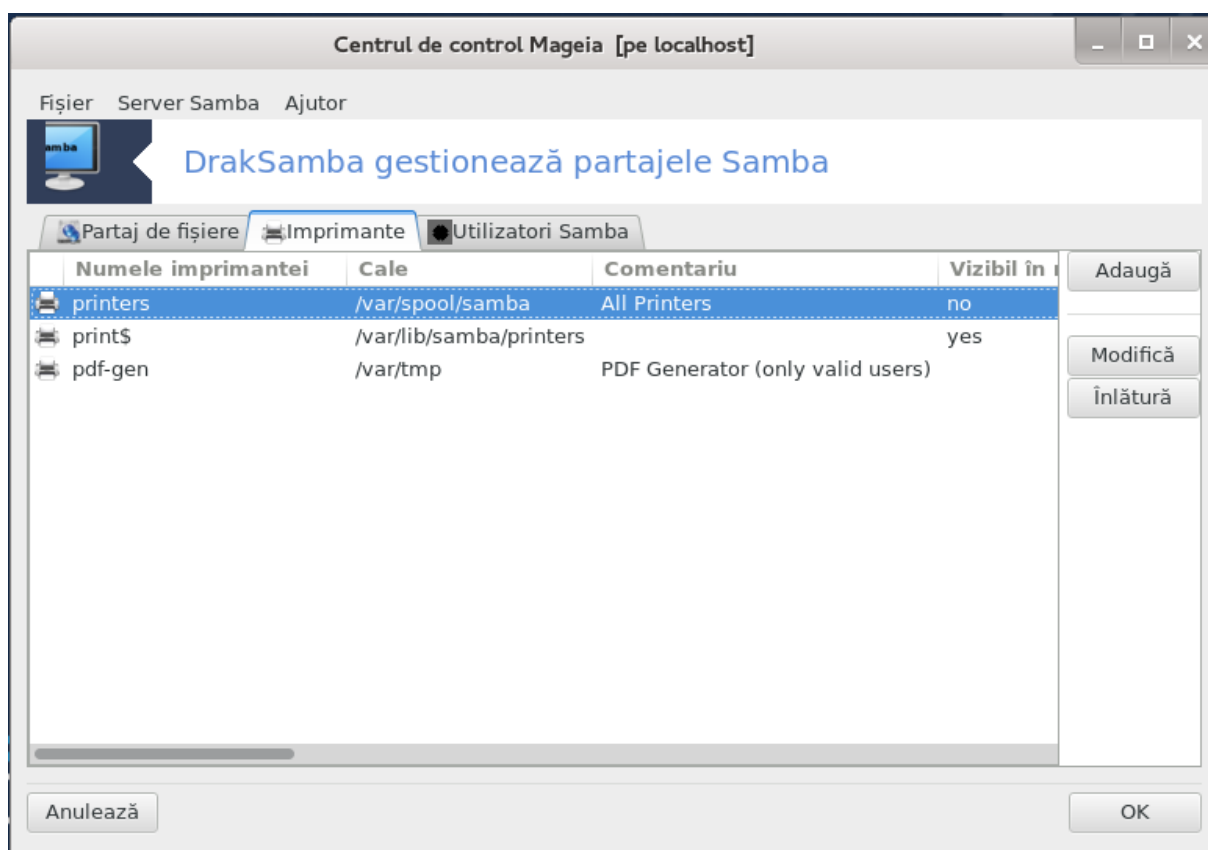 Centrul de control Mageia [pe localhost]
Fișier Server Samba Ajutor
amba
DrakSamba gestionează partajele Samba
Partaj de fișiere Imprimante Utilizatori Samba
Numele imprimantei Cale Comentariu Vizibil în
printers /var/spool/samba All Printers no
print$ /var/lib/samba/printers yes
pdf-gen /var/tmp PDF Generator (only valid users)
Adaugă
Modifică
Înlătură
Anulează OK